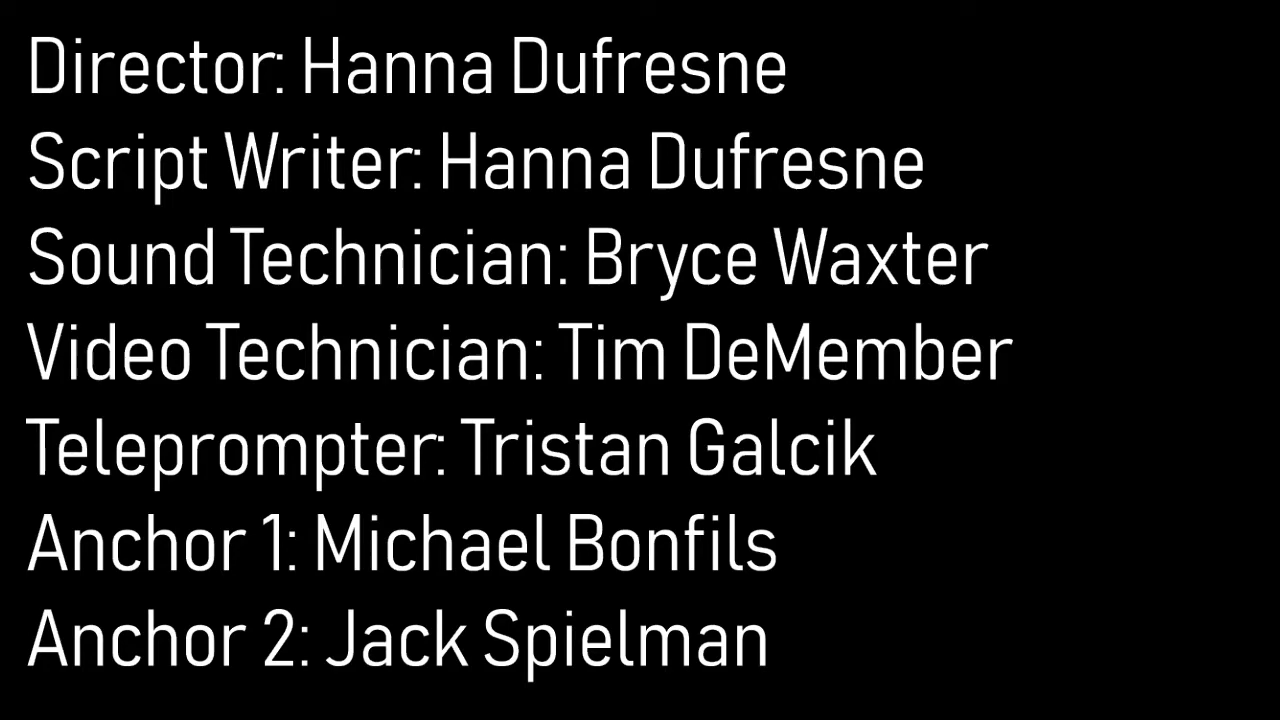 Director: Hanna Dufresne
Script Writer: Hanna Dufresne
Sound Technician: Bryce Waxter
Video Technician: Tim DeMember
Teleprompter: Tristan Galcik
Anchor 1: Michael Bonfils
Anchor 2: Jack Spielman